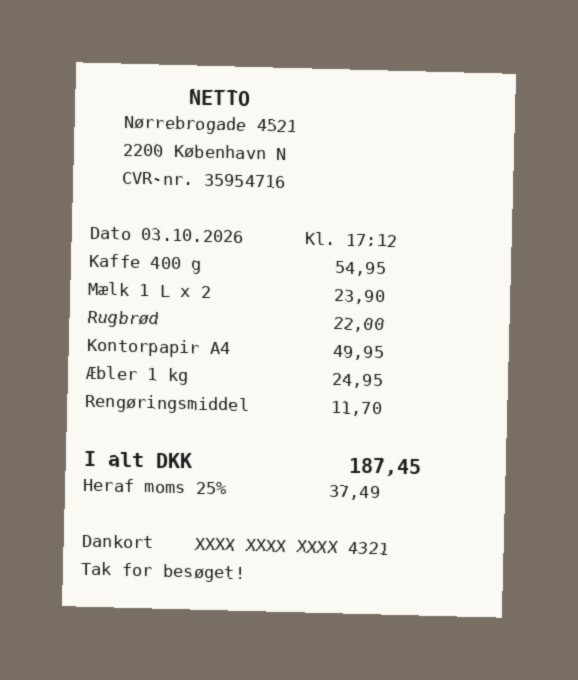 NETTO
Nørrebrogade 4521
2200 København N
CVR-nr. 35954716
Dato 03.10.2026 Kl. 17:12
Kaffe 400 g 54,95
Mælk 1 L x 2 23,90
Rugbrød 22,00
Kontorpapir A4 49,95
Æbler 1 kg 24,95
Rengøringsmiddel 11,70
I alt DKK 187,45
Heraf moms 25% 37,49
Dankort XXXX XXXX XXXX 4321
Tak for besøget!